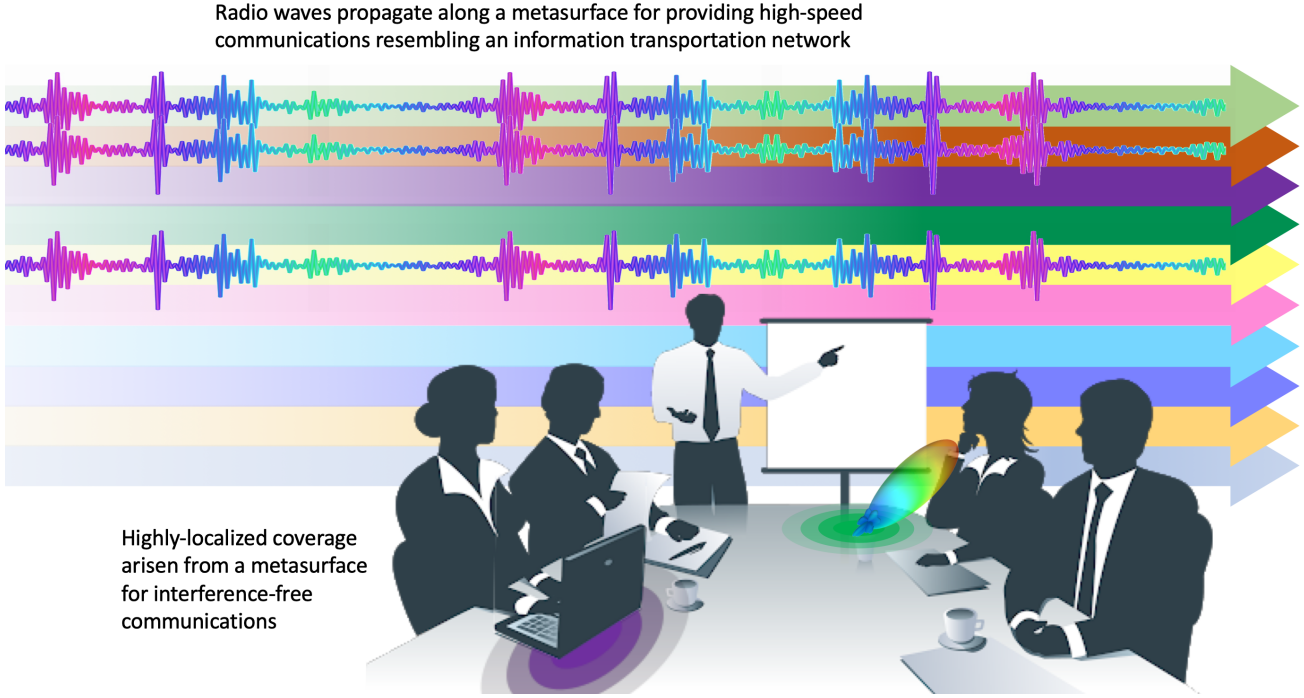 Radio waves propagate along a metasurface for providing high-speed
communications resembling an information transportation network
Highly-localized coverage
arisen from a metasurface
for interference-free
communications